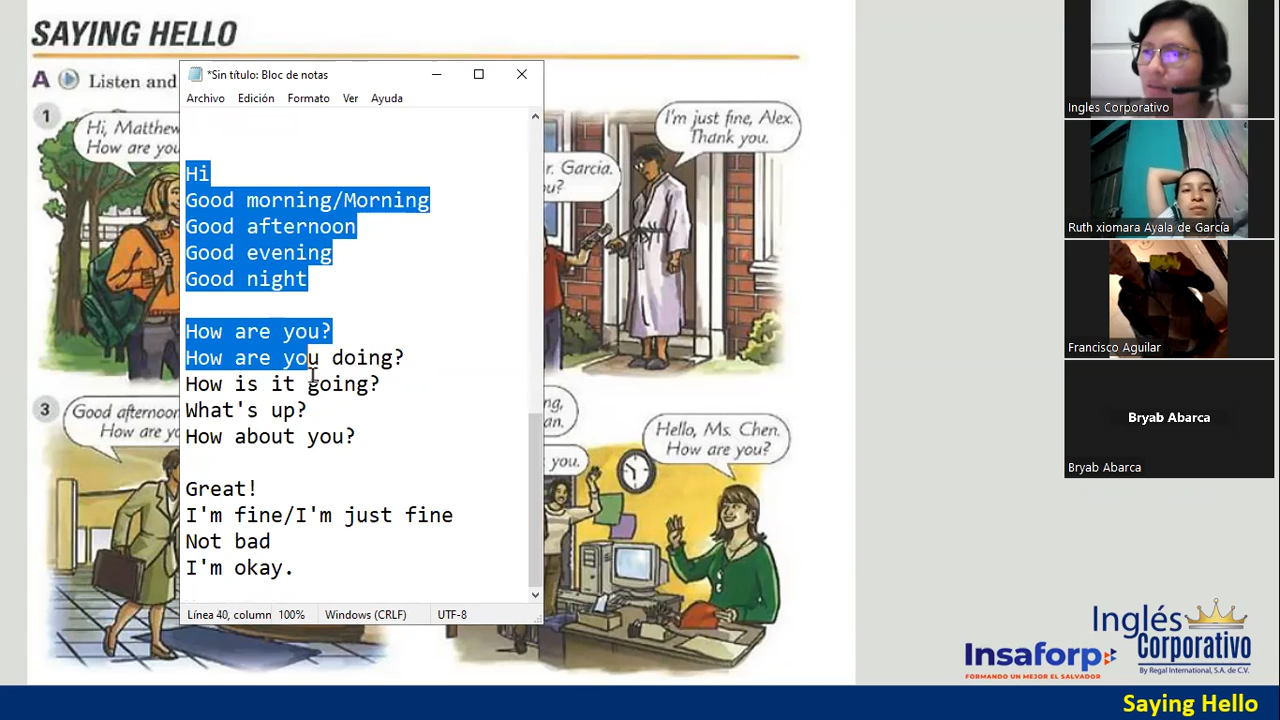 SAYING HELLO
A Listen and
*Sin título: Bloc de notas
Archivo Edición Formato Ver Ayuda
Hi
Good morning/Morning
Good afternoon
Good evening
Good night
How are you?
How are you doing?
How is it going?
What's up?
How about you?
Great!
I'm fine/I'm just fine
Not bad
I'm okay.
Línea 40, column 100% Windows (CRLF) UTF-8
1
Hi, Matthew
How are you
r. Garcia.
I'm just fine, Alex.
Thank you.
3
Good afternoon
How are
you.
Hello, Ms. Chen.
How are you?
Ingles Corporativo
Ruth xiomara Ayala de García
Francisco Aguilar
Bryab Abarca
Bryab Abarca
Insaforp
FORMANDO UN MEJOR EL SALVADOR
Inglés
Corporativo
By Regal International, S.A. de C.V.
Saying Hello